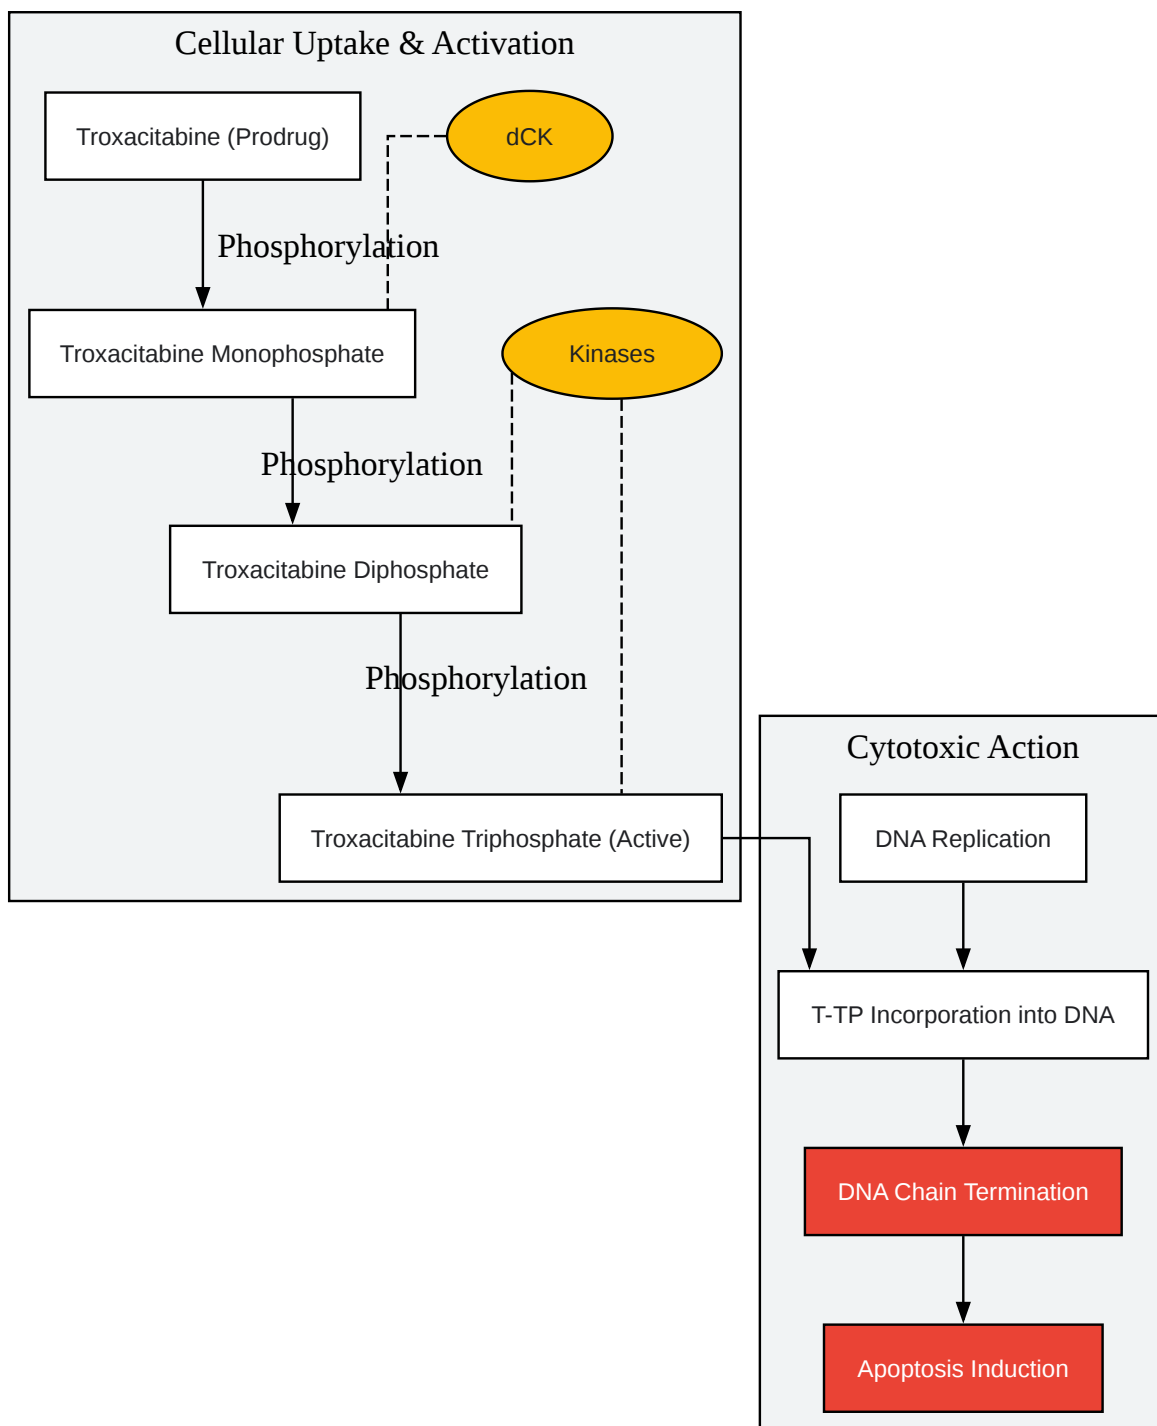 Cellular Uptake & Activation
Troxacitabine (Prodrug)
dCK
Phosphorylation
Troxacitabine Monophosphate
Kinases
Phosphorylation
Troxacitabine Diphosphate
Phosphorylation
Troxacitabine Triphosphate (Active)
Cytotoxic Action
DNA Replication
T-TP Incorporation into DNA
DNA Chain Termination
Apoptosis Induction